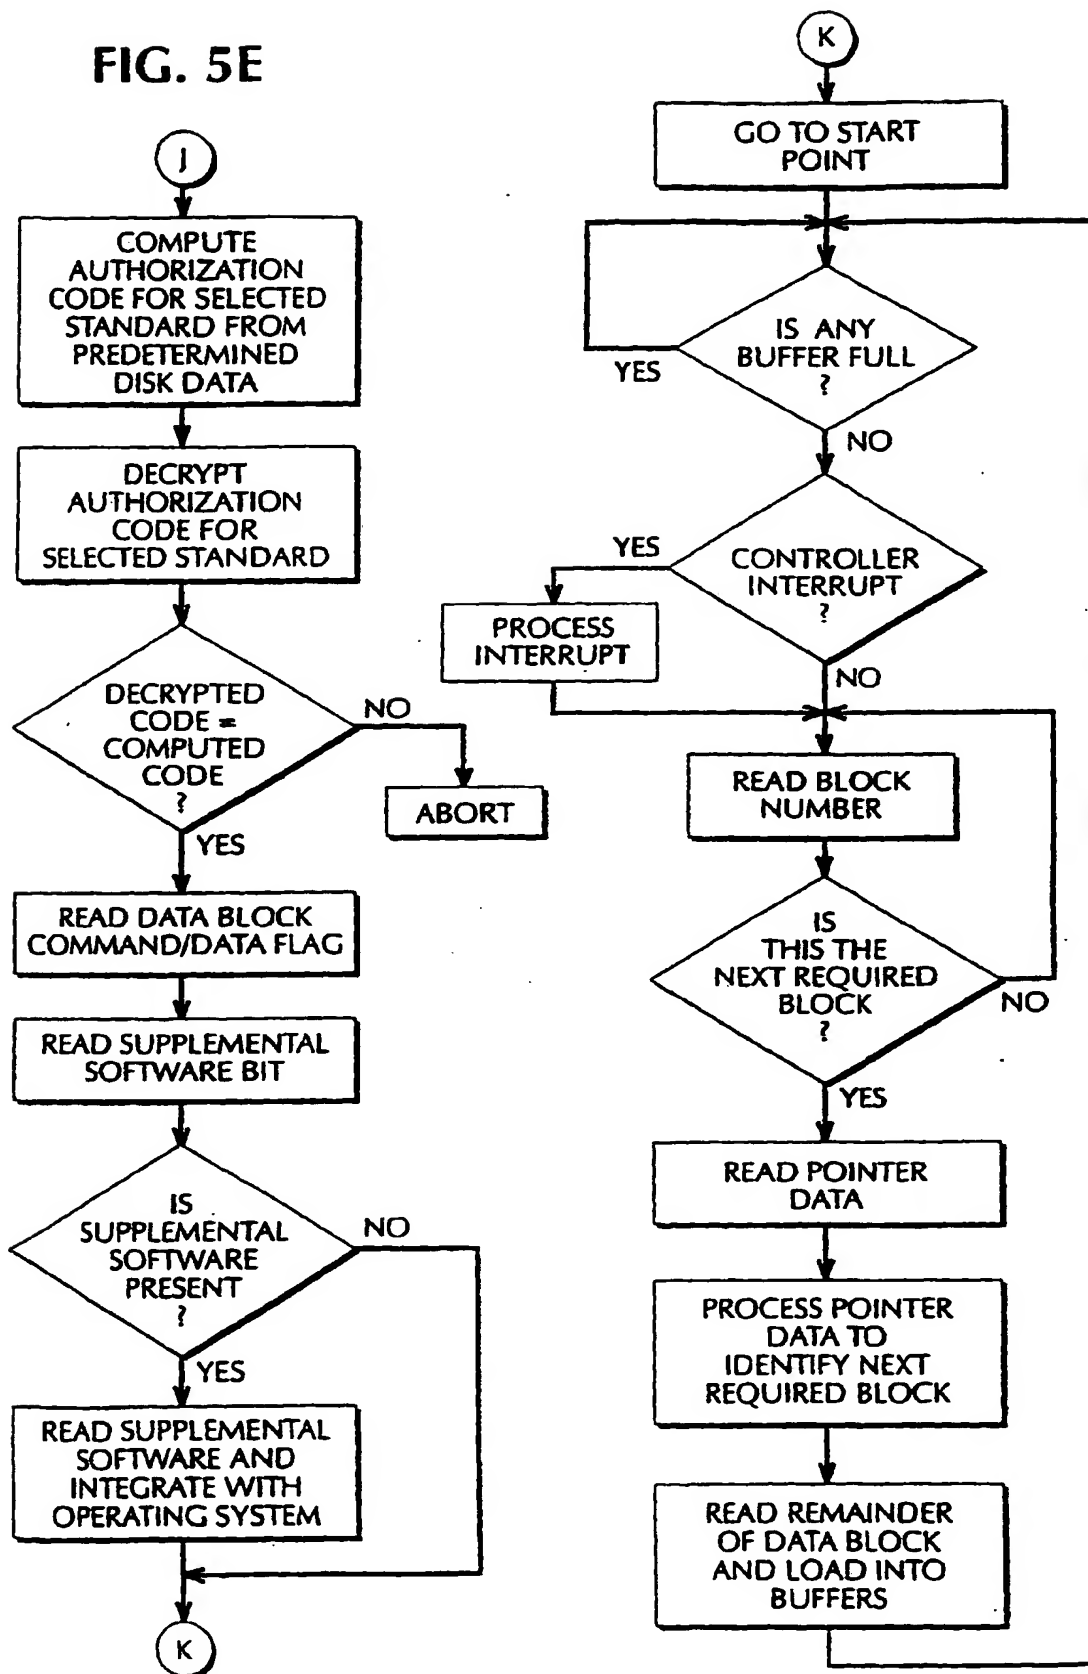 FIG. 5E
J
COMPUTE
AUTHORIZATION
CODE FOR SELECTED
STANDARD FROM
PREDETERMINED
DISK DATA
DECRYPT
AUTHORIZATION
CODE FOR
SELECTED STANDARD
DECRYPTED
CODE =
COMPUTED
CODE
?
NO
ABORT
YES
READ DATA BLOCK
COMMAND/DATA FLAG
READ SUPPLEMENTAL
SOFTWARE BIT
IS
SUPPLEMENTAL
SOFTWARE
PRESENT
?
NO
YES
READ SUPPLEMENTAL
SOFTWARE AND
INTEGRATE WITH
OPERATING SYSTEM
K
K
GO TO START
POINT
IS ANY
BUFFER FULL
?
YES
NO
CONTROLLER
INTERRUPT
?
YES
PROCESS
INTERRUPT
NO
READ BLOCK
NUMBER
IS
THIS THE
NEXT REQUIRED
BLOCK
?
NO
YES
READ POINTER
DATA
PROCESS POINTER
DATA TO
IDENTIFY NEXT
REQUIRED BLOCK
READ REMAINDER
OF DATA BLOCK
AND LOAD INTO
BUFFERS